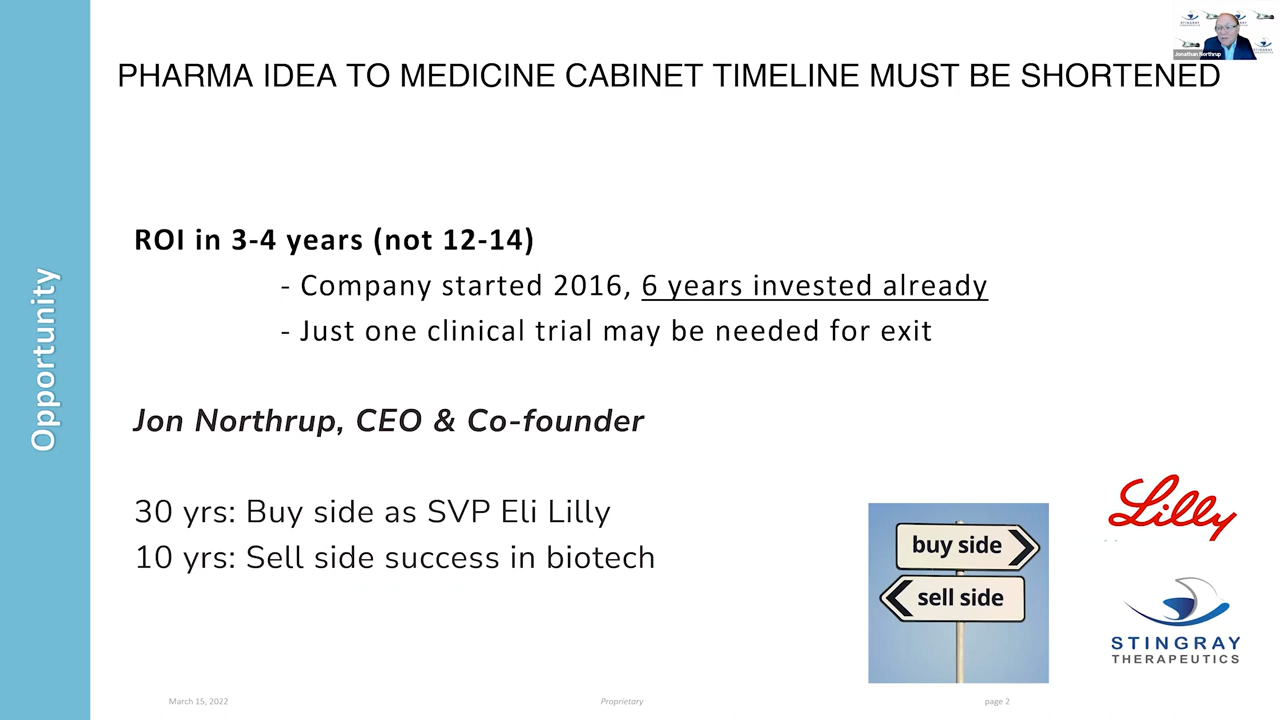 PHARMA IDEA TO MEDICINE CABINET TIMELINE MUST BE SHORTENED
Jonathan Northrup
Opportunity
ROI in 3-4 years (not 12-14)
- Company started 2016, 6 years invested already
- Just one clinical trial may be needed for exit
Jon Northrup, CEO & Co-founder
30 yrs: Buy side as SVP Eli Lilly
10 yrs: Sell side success in biotech
buy side
sell side
Lilly
STINGRAY
THERAPEUTICS
March 15, 2022
Proprietary
page 2